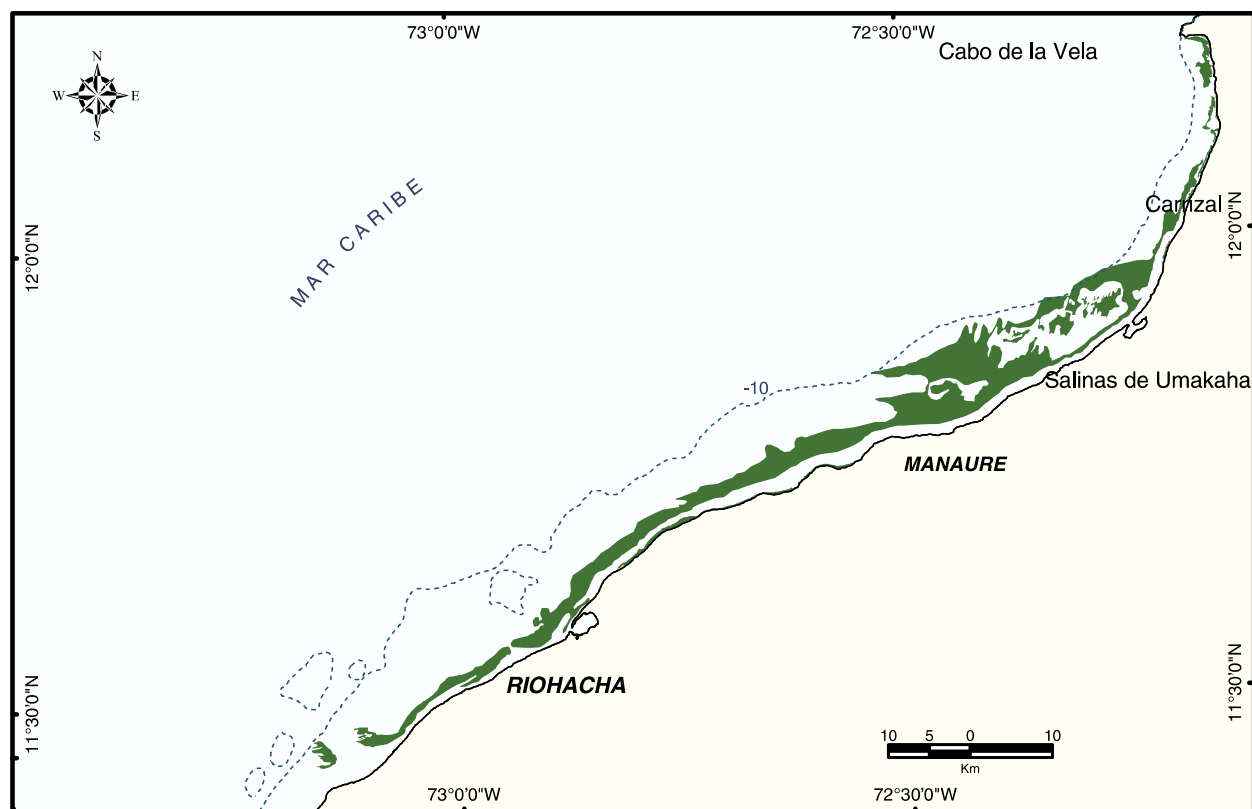 73°0'0"W
72°30'0"W
Cabo de la Vela
N
W
E
S
MAR CARIBE
Carrizal
12°0'0"N
12°0'0"N
-10
Salinas de Umakaha
MANAURE
RIOHACHA
11°30'0"N
11°30'0"N
10 5 0 10
Km
73°0'0"W
72°30'0"W